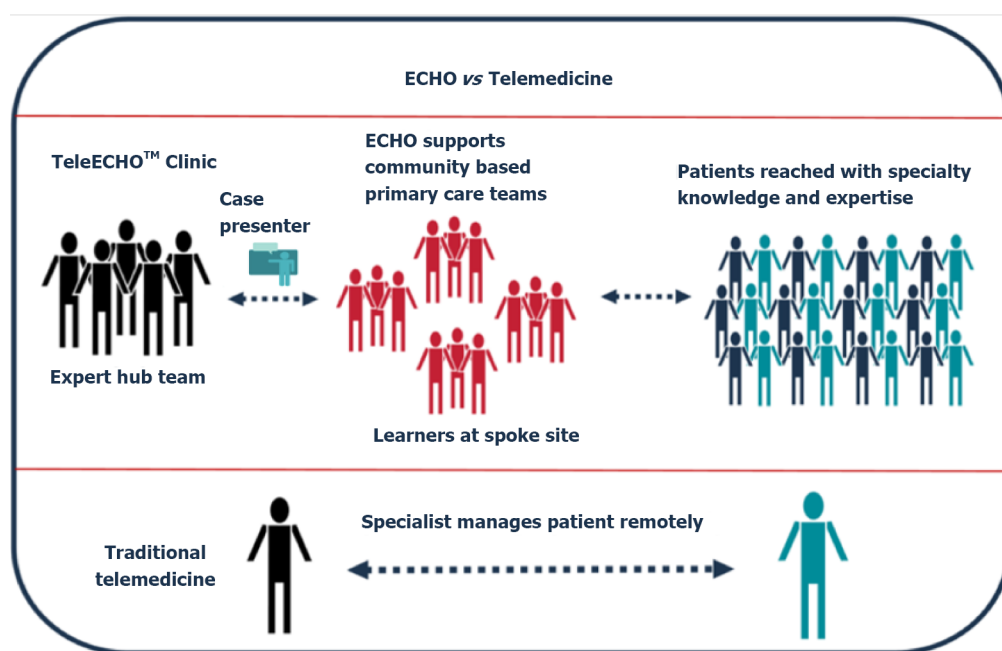 ECHO vs Telemedicine
TeleECHO™ Clinic
Case
presenter
ECHO supports
community based
primary care teams
Patients reached with specialty
knowledge and expertise
Expert hub team
Learners at spoke site
Traditional
telemedicine
Specialist manages patient remotely